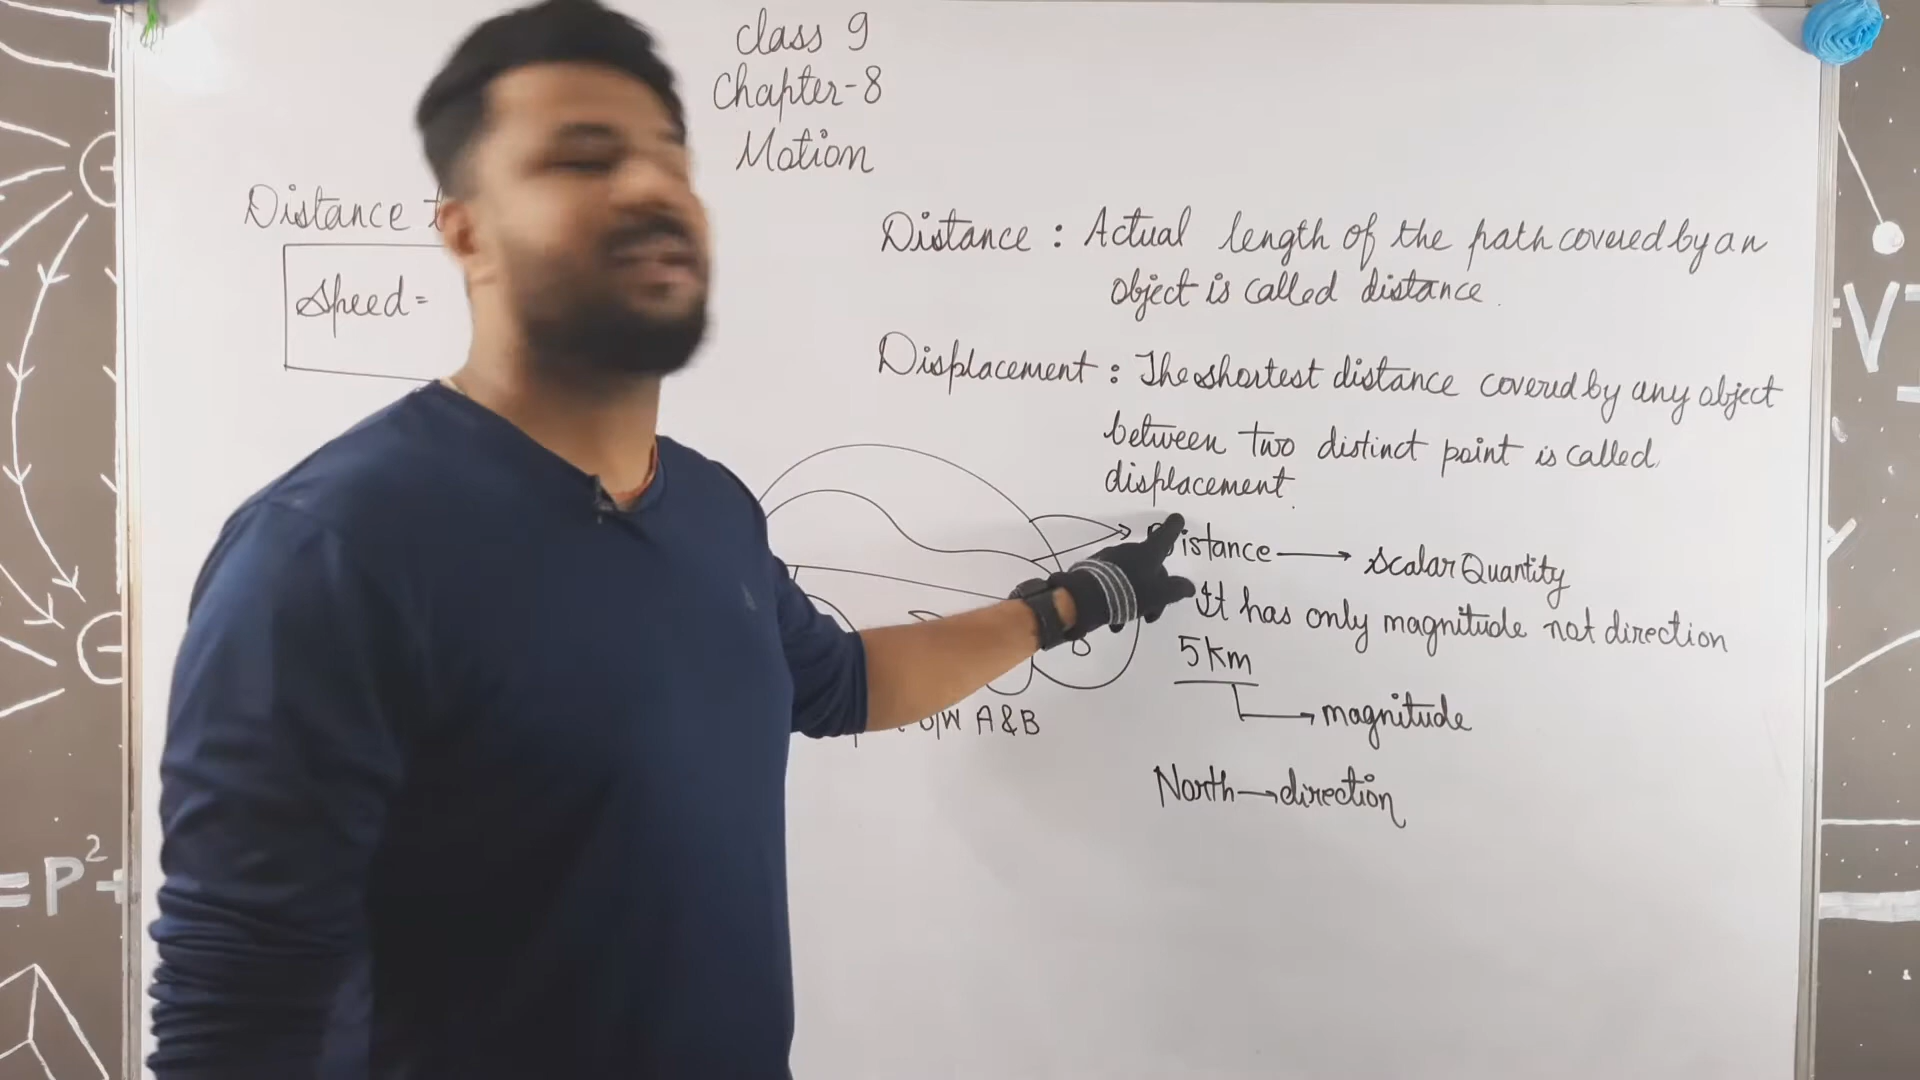 class 9
Chapter-8
Motion
Distance
Speed=
Distance : Actual length of the path covered by an
object is called distance.
Displacement : The shortest distance covered by any object
between two distinct point is called
displacement.
Distance → Scalar Quantity
It has only magnitude not direction
5km
→ magnitude
North → direction
B
b/w A&B
=P²+
=V